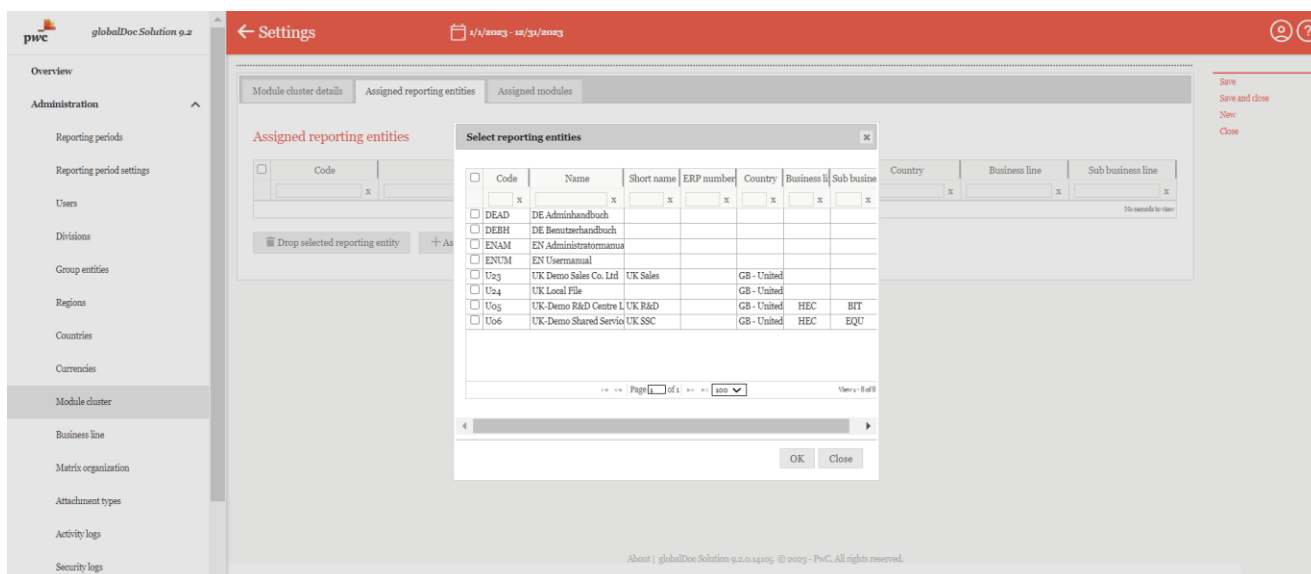 pwc
globalDoc Solution 9.2
Settings
1/1/2023 - 12/31/2023
Overview
Administration
Reporting periods
Reporting period settings
Users
Divisions
Group entities
Regions
Countries
Currencies
Module cluster
Business line
Matrix organization
Attachment types
Activity logs
Security logs
Module cluster details Assigned reporting entities Assigned modules
Save
Save and close
New
Close
Assigned reporting entities
Code Country Business line Sub business line
x x x x
No records to view
Drop selected reporting entity + As
Select reporting entities x
Code Name Short name ERP number Country Business li Sub busine
x x x x x x x
DEAD DE Adminhandbuch
DEBH DE Benutzerhandbuch
ENAM EN Administratormanua
ENUM EN Usermanual
U23 UK Demo Sales Co. Ltd UK Sales GB - United
U24 UK Local File GB - United
U05 UK-Demo R&D Centre L UK R&D GB - United HEC BIT
U06 UK-Demo Shared Servic UK SSC GB - United HEC EQU
Page 1 of 1 100 View 1 - 8 of 8
OK Close
About | globalDoc Solution 9.2.0.14105 © 2023 - PwC. All rights reserved.